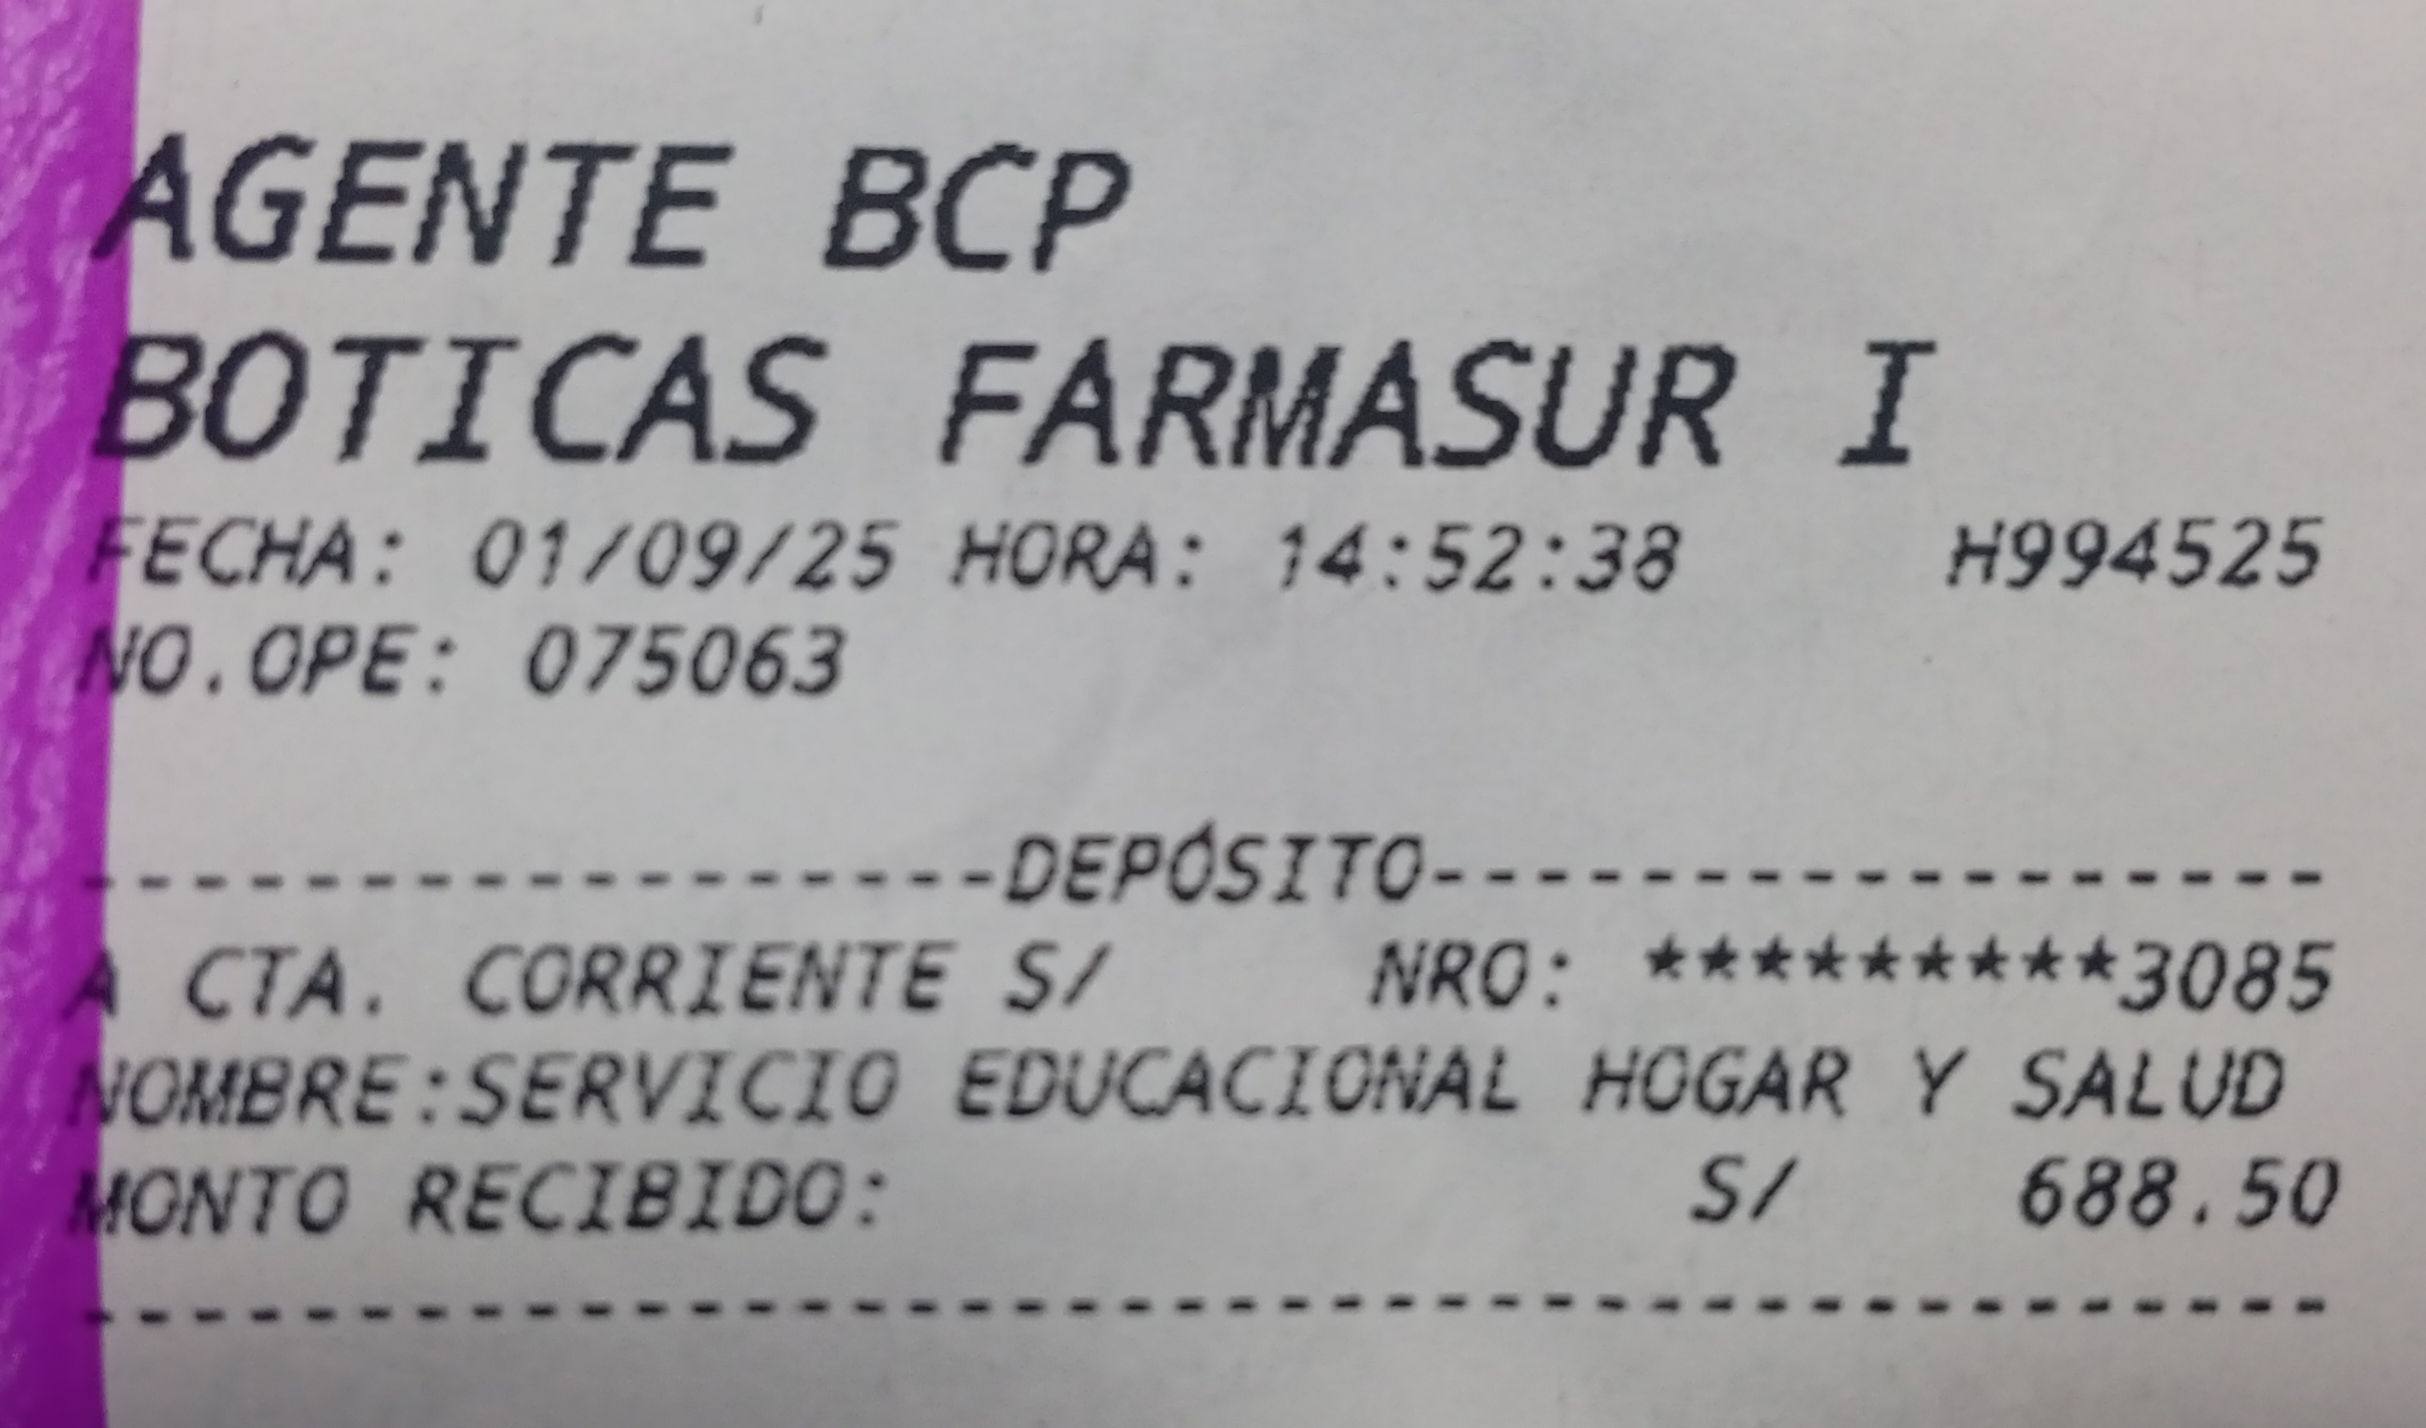 AGENTE BCP
BOTICAS FARMASUR I
FECHA: 01/09/25 HORA: 14:52:38 H994525
NO.OPE: 075063
-----------------DEPÓSITO-----------------
A CTA. CORRIENTE S/ NRO: *********3085
NOMBRE:SERVICIO EDUCACIONAL HOGAR Y SALUD
MONTO RECIBIDO: S/ 688.50
-----------------------------------------